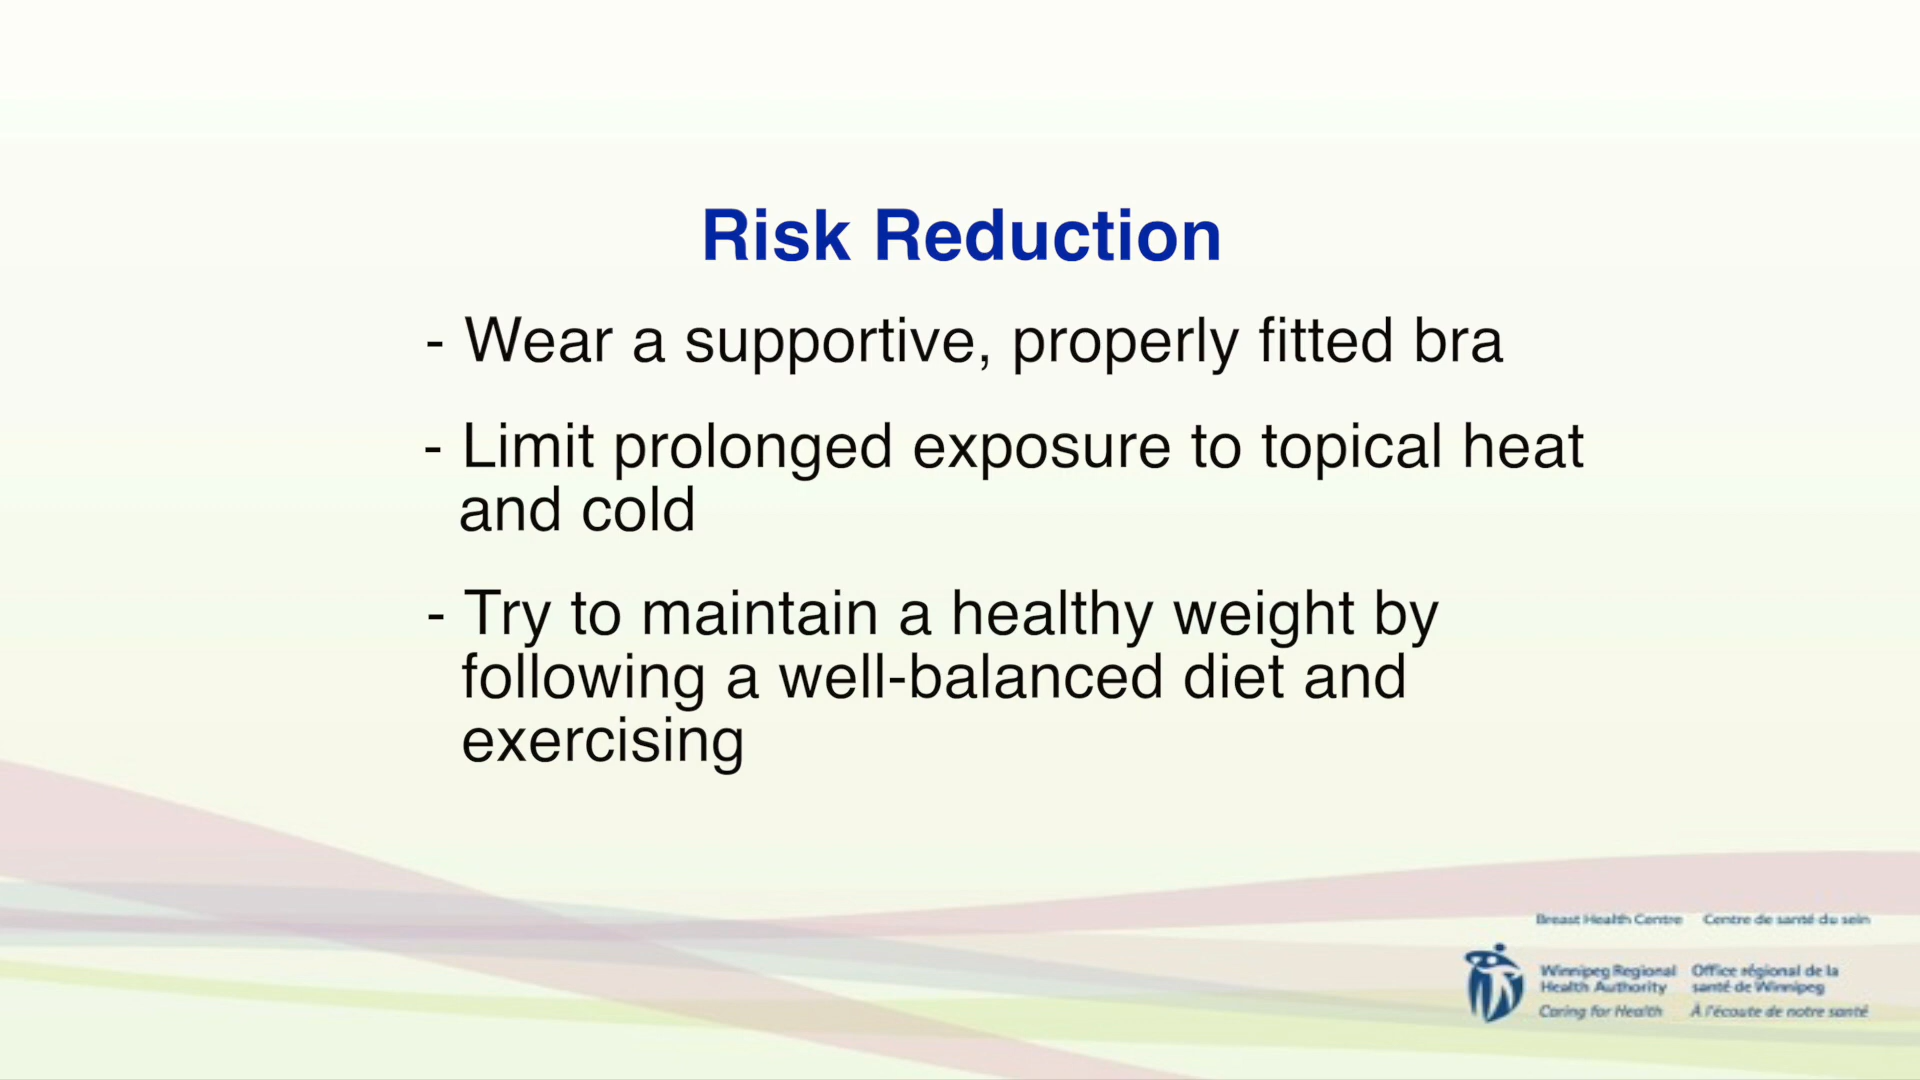 Risk Reduction
- Wear a supportive, properly fitted bra
- Limit prolonged exposure to topical heat
and cold
- Try to maintain a healthy weight by
following a well-balanced diet and
exercising
Breast Health Centre Centre de santé du sein
Winnipeg Regional Office régional de la
Health Authority santé de Winnipeg
Caring for Health À l'écoute de notre santé